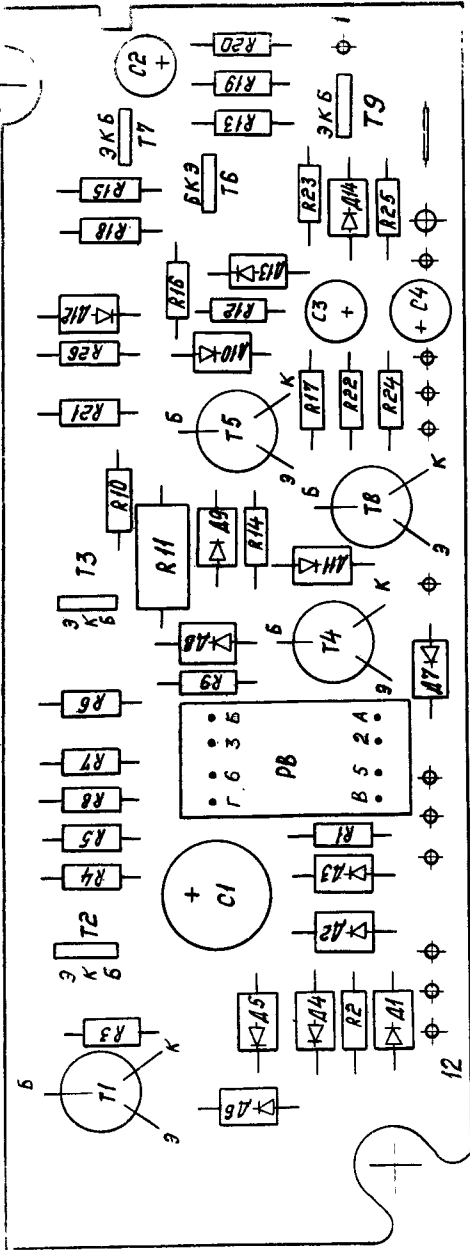 R20
1
C2
+
R19
R13
Э К Б
T7
Э К Б
T9
Б К Э
T6
R15
R18
R23
Д14
R25
Д13
R16
R12
Д12
C3
+
C4
+
R26
Д10
R21
Б
T5
К
Э
R17
R22
R24
R10
T3
R11
Д9
R14
Б
T8
К
Э
Д11
Э
К
Б
Д8
Б
T4
К
Э
R9
Д7
R6
R7
R8
R5
R4
Б
3
6
Г
РВ
А
2
5
В
R1
+
C1
Д3
Д2
T2
Э
К
Б
R3
Д5
Д4
R2
Д1
Б
T1
К
Э
Д6
12